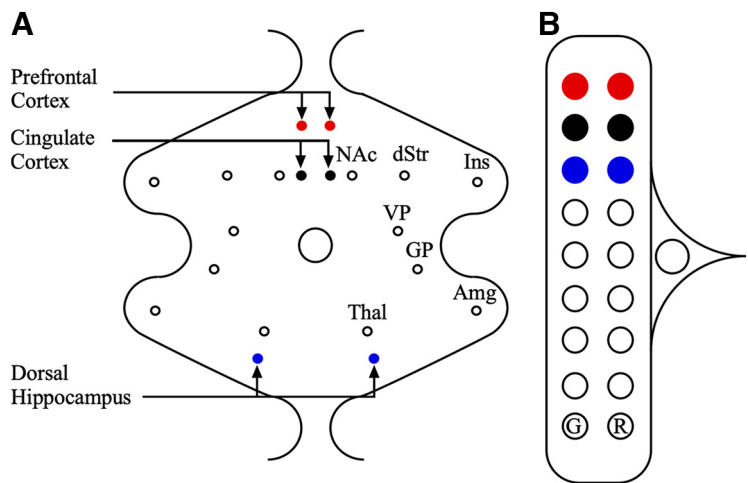 A
B
Prefrontal
Cortex
Cingulate
Cortex
NAc
dStr
Ins
VP
GP
Amg
Thal
Dorsal
Hippocampus
G
R